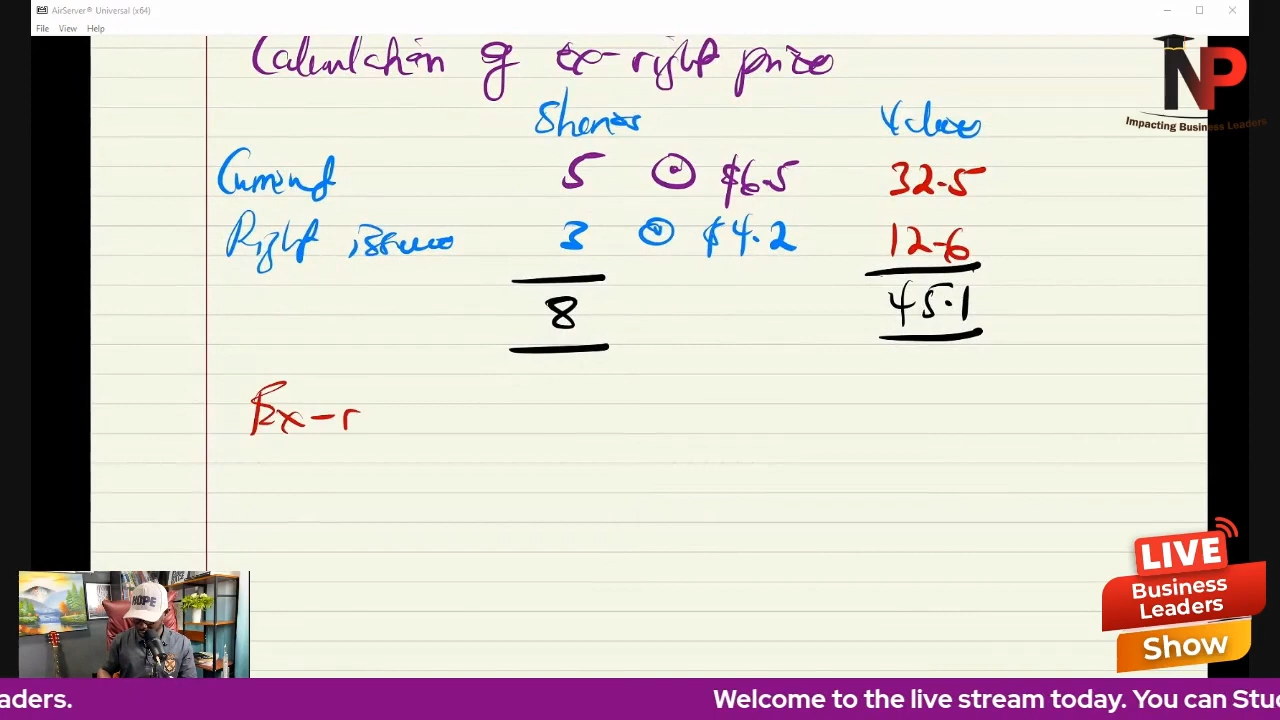 AirServer® Universal (x64)
File View Help
Calculation of ex-right price
Shares Values
Current 5 @ $6.5 32.5
Right issues 3 @ $4.2 12.6
8 45.1
Ex-r
NP
Impacting Business Leaders
HOPE
LIVE
Business
Leaders
Show
aders. Welcome to the live stream today. You can Stu